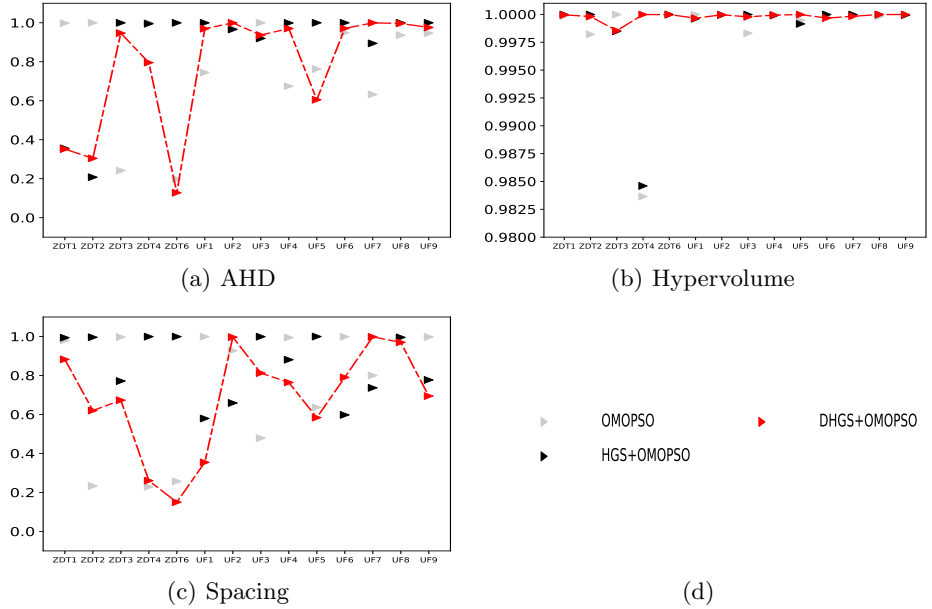 1.0
0.8
0.6
0.4
0.2
0.0
ZDT1 ZDT2 ZDT3 ZDT4 ZDT6 UF1 UF2 UF3 UF4 UF5 UF6 UF7 UF8 UF9
(a) AHD
1.0000
0.9975
0.9950
0.9925
0.9900
0.9875
0.9850
0.9825
0.9800
ZDT1 ZDT2 ZDT3 ZDT4 ZDT6 UF1 UF2 UF3 UF4 UF5 UF6 UF7 UF8 UF9
(b) Hypervolume
1.0
0.8
0.6
0.4
0.2
0.0
ZDT1 ZDT2 ZDT3 ZDT4 ZDT6 UF1 UF2 UF3 UF4 UF5 UF6 UF7 UF8 UF9
(c) Spacing
OMOPSO
HGS+OMOPSO
DHGS+OMOPSO
(d)